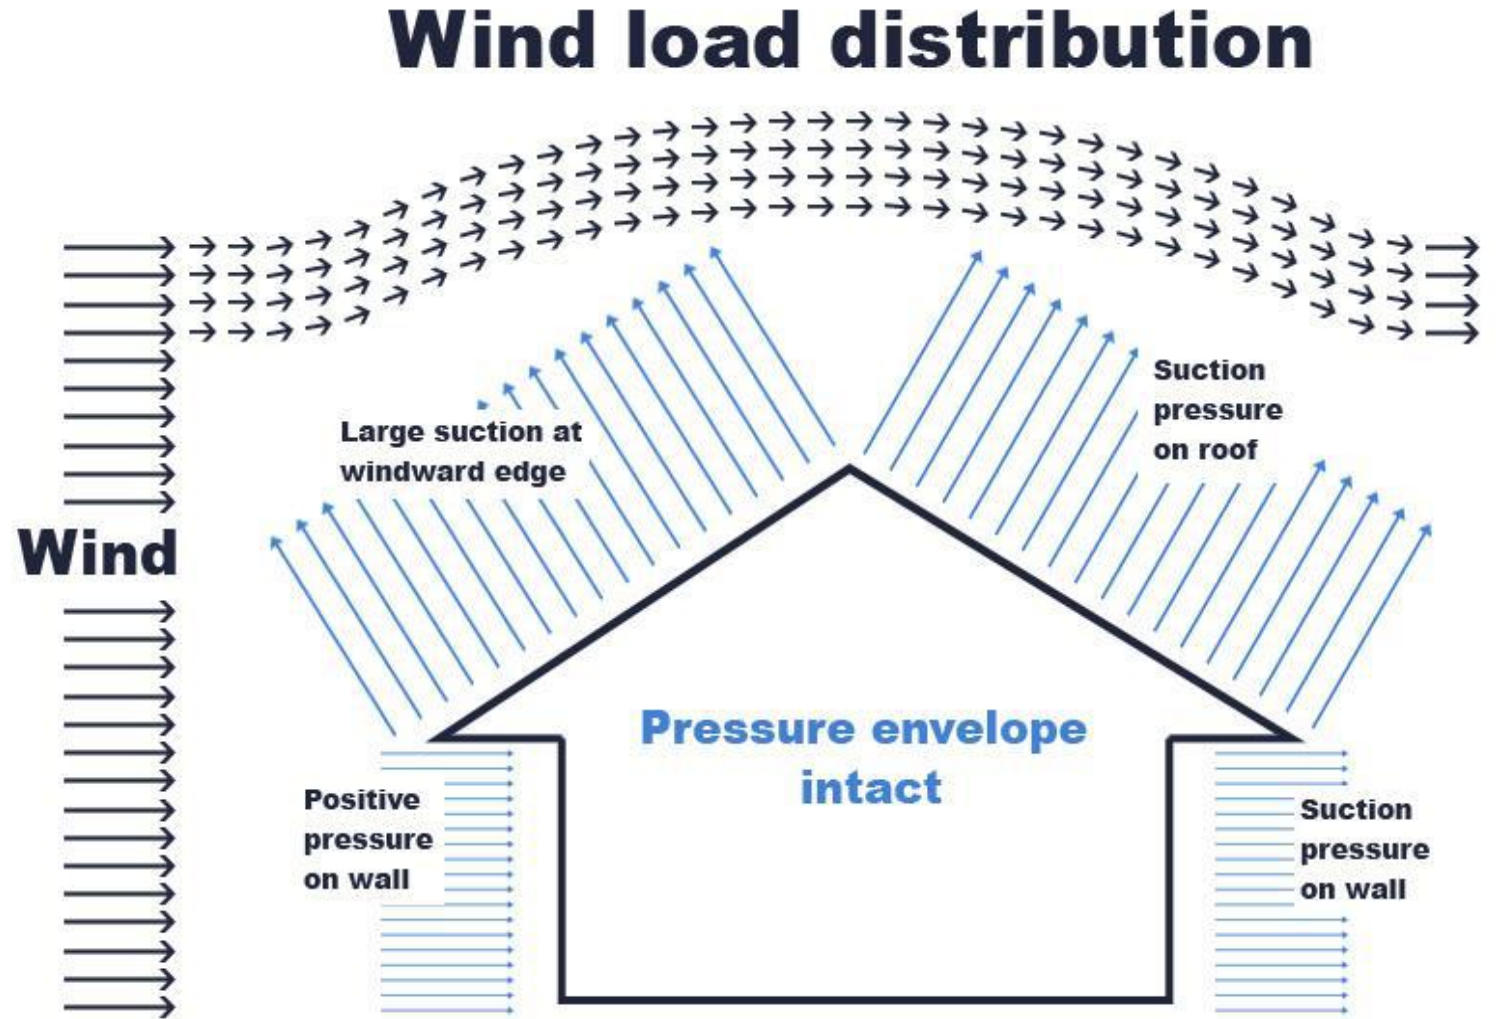 Wind load distribution
Large suction at
windward edge
Suction
pressure
on roof
Wind
Pressure envelope
intact
Positive
pressure
on wall
Suction
pressure
on wall